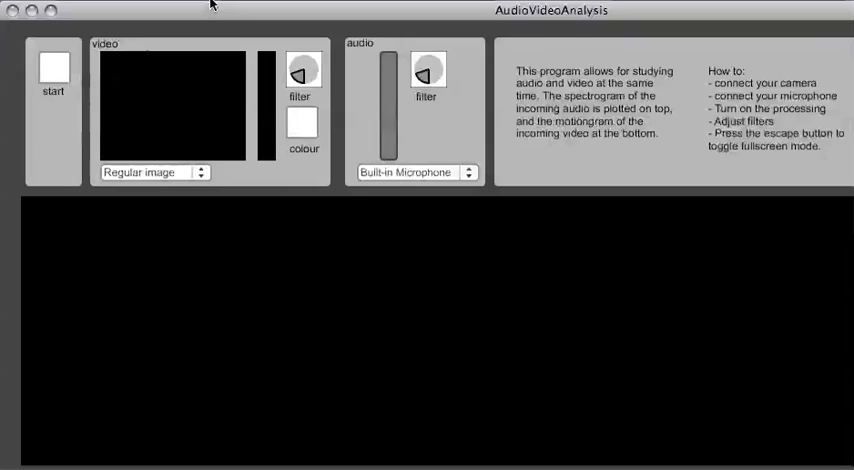 AudioVideoAnalysis
start
video
filter
colour
Regular image
audio
filter
Built-in Microphone
This program allows for studying
audio and video at the same
time. The spectrogram of the
incoming audio is plotted on top,
and the motiongram of the
incoming video at the bottom.
How to:
- connect your camera
- connect your microphone
- Turn on the processing
- Adjust filters
- Press the escape button to
toggle fullscreen mode.